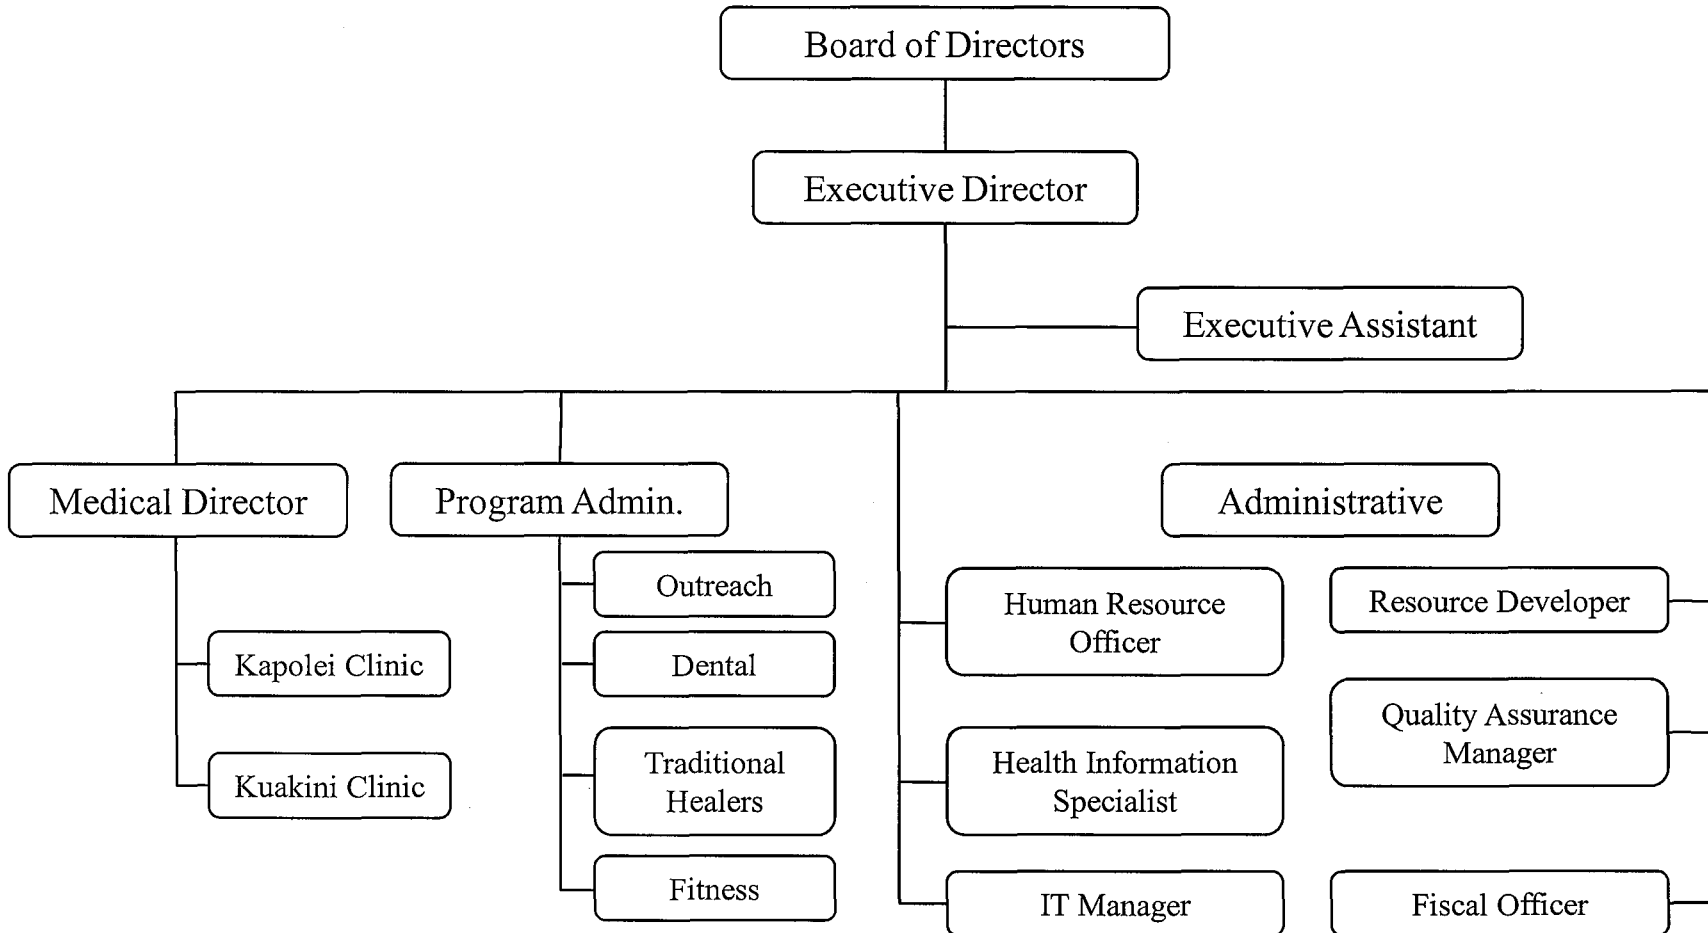 Board of Directors
Executive Director
Executive Assistant
Medical Director
Program Admin.
Administrative
Outreach
Dental
Traditional
Healers
Fitness
Kapolei Clinic
Kuakini Clinic
Human Resource
Officer
Health Information
Specialist
IT Manager
Resource Developer
Quality Assurance
Manager
Fiscal Officer